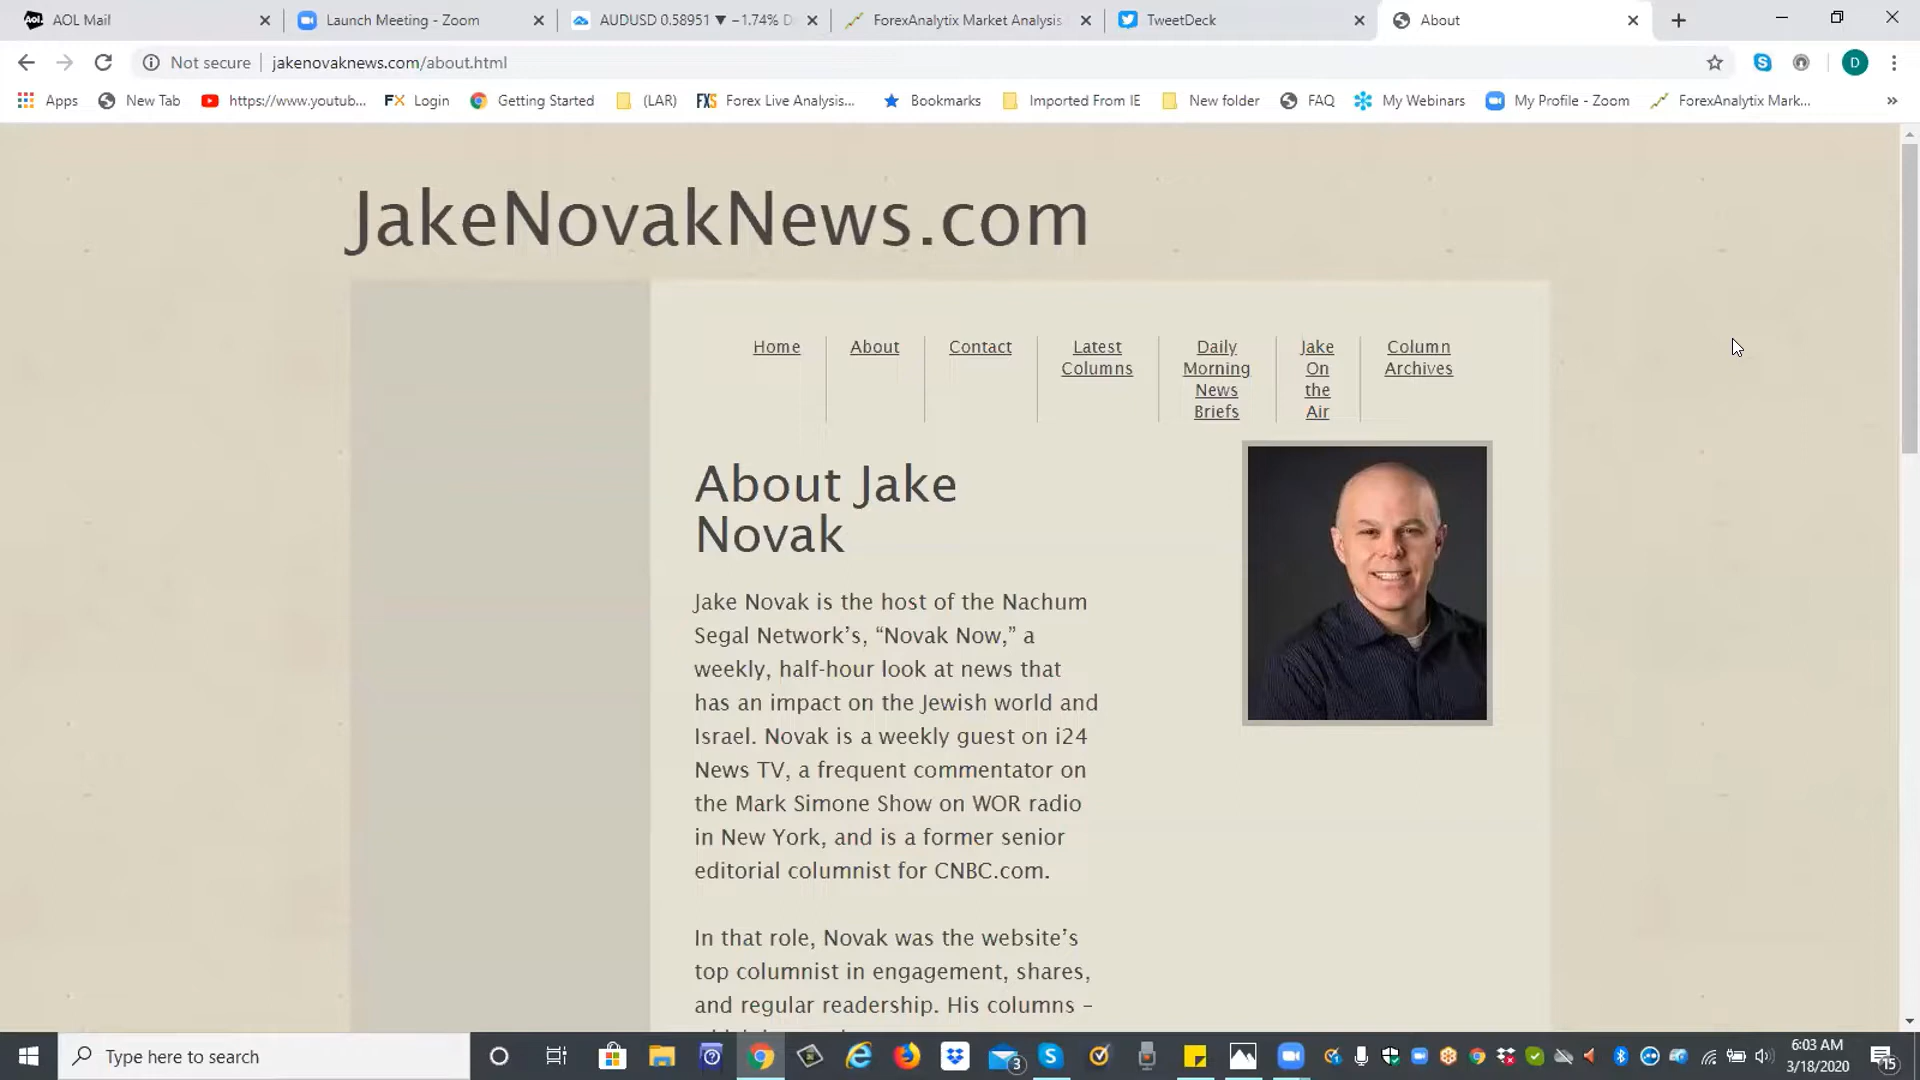 AOL Mail
Launch Meeting - Zoom
AUDUSD 0.58951 ▼ −1.74% D
ForexAnalytix Market Analysis
TweetDeck
About
Not secure
jakenovaknews.com/about.html
D
Apps
New Tab
https://www.youtub...
FX Login
Getting Started
(LAR)
FXS Forex Live Analysis...
Bookmarks
Imported From IE
New folder
FAQ
My Webinars
My Profile - Zoom
ForexAnalytix Mark...
»
JakeNovakNews.com
Home
About
Contact
Latest
Columns
Daily
Morning
News
Briefs
Jake
On
the
Air
Column
Archives
About Jake
Novak
Jake Novak is the host of the Nachum
Segal Network’s, “Novak Now,” a
weekly, half-hour look at news that
has an impact on the Jewish world and
Israel. Novak is a weekly guest on i24
News TV, a frequent commentator on
the Mark Simone Show on WOR radio
in New York, and is a former senior
editorial columnist for CNBC.com.
In that role, Novak was the website’s
top columnist in engagement, shares,
and regular readership. His columns –
Type here to search
3
6:03 AM
3/18/2020
15